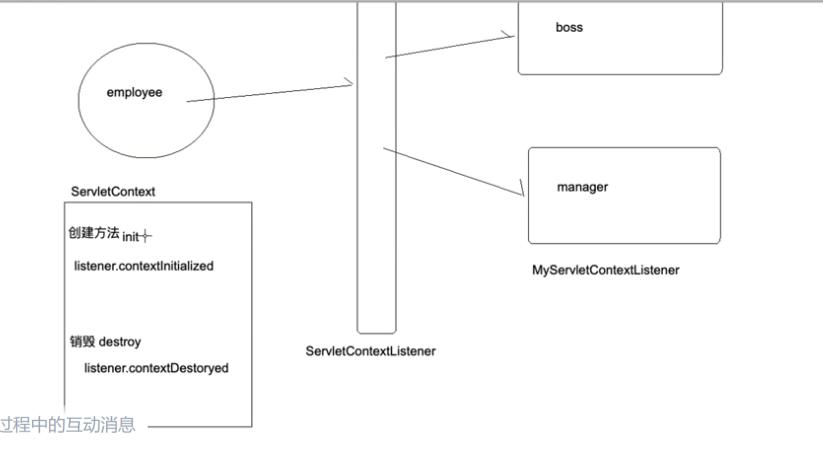 boss
employee
manager
ServletContext
创建方法 init
listener.contextInitialized
MyServletContextListener
销毁 destroy
ServletContextListener
listener.contextDestoryed
过程中的互动消息